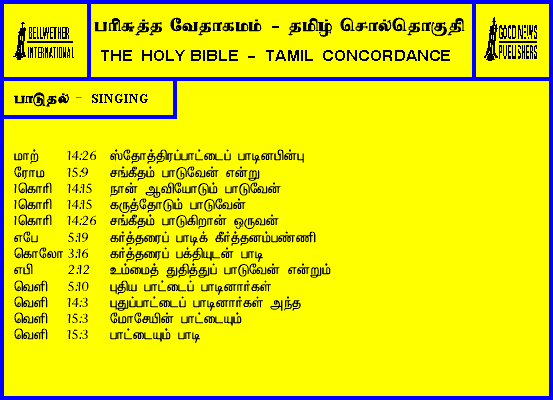 BELLWETHER
INTERNATIONAL
பரிசுத்த வேதாகமம் - தமிழ் சொல்தொகுதி
THE HOLY BIBLE - TAMIL CONCORDANCE
GOOD NEWS
PUBLISHERS
பாடுதல் - SINGING
மாற் 14:26 ஸ்தோத்திரப்பாட்டைப் பாடினபின்பு
ரோம 15:9 சங்கீதம் பாடுவேன் என்று
1கொரி 14:15 நான் ஆவியோடும் பாடுவேன்
1கொரி 14:15 கருத்தோடும் பாடுவேன்
1கொரி 14:26 சங்கீதம் பாடுகிறான் ஒருவன்
எபே 5:19 கர்த்தரைப் பாடிக் கீர்த்தனம்பண்ணி
கொலோ 3:16 கர்த்தரைப் பக்தியுடன் பாடி
எபி 2:12 உம்மைத் துதித்துப் பாடுவேன் என்றும்
வெளி 5:10 புதிய பாட்டைப் பாடினார்கள்
வெளி 14:3 புதுப்பாட்டைப் பாடினார்கள் அந்த
வெளி 15:3 மோசேயின் பாட்டையும்
வெளி 15:3 பாட்டையும் பாடி